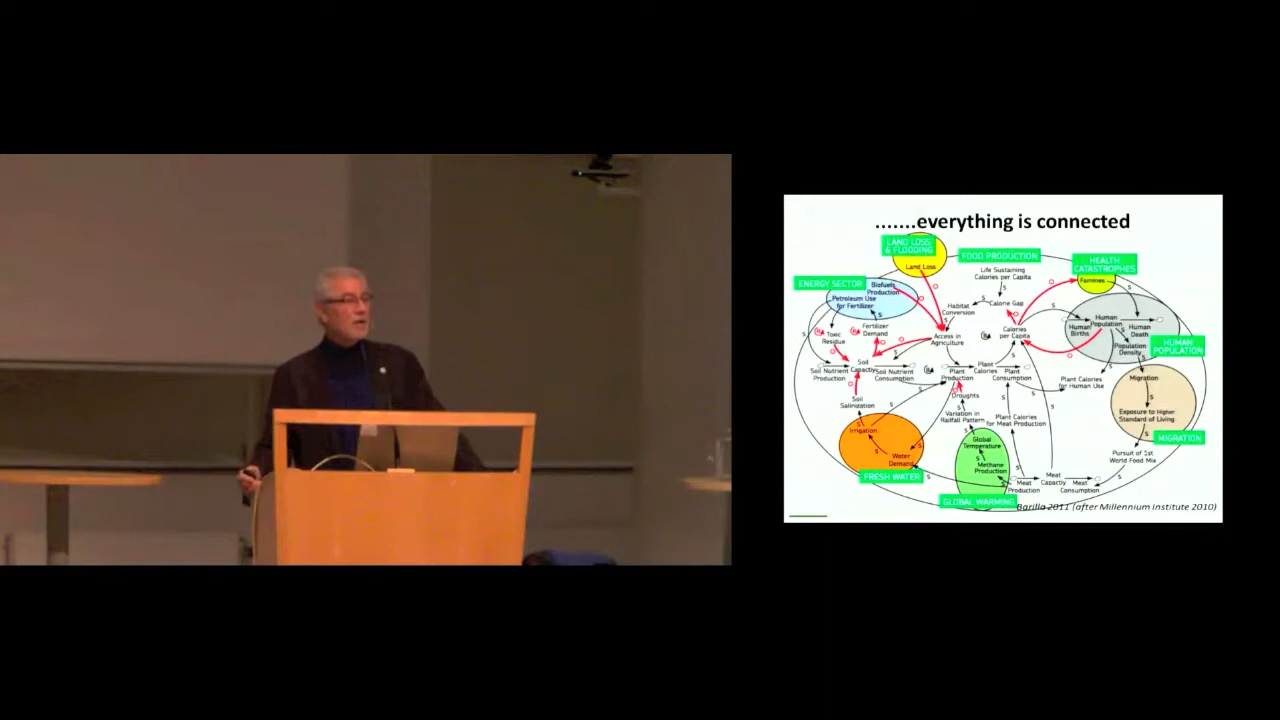 .......everything is connected
LAND LOSS
& FLOODING
Land Loss
FOOD PRODUCTION
HEALTH
CATASTROPHES
Famines
Life Sustaining
Calories per Capita
ENERGY SECTOR
Biofuels
Production
Petroleum Use
for Fertilizer
Habitat
Conversion
Calorie Gap
Human
Births
Human
Population
Human
Death
Toxic
Residue
Fertilizer
Demand
Access in
Agriculture
Calories
per Capita
Population
Density
HUMAN
POPULATION
Soil Nutrient
Production
Soil
Capacity
Soil Nutrient
Consumption
Plant
Production
Plant
Calories
Plant
Consumption
Plant Calories
for Human Use
Migration
Soil
Salinization
Droughts
Variation in
Rainfall Pattern
Plant Calories
for Meat Production
Exposure to Higher
Standard of Living
Irrigation
Water
Demand
Global
Temperature
Methane
Production
MIGRATION
Pursuit of 1st
World Food Mix
FRESH WATER
Meat
Production
Meat
Capacity
Meat
Consumption
GLOBAL WARMING
Barilla 2011 (after Millennium Institute 2010)